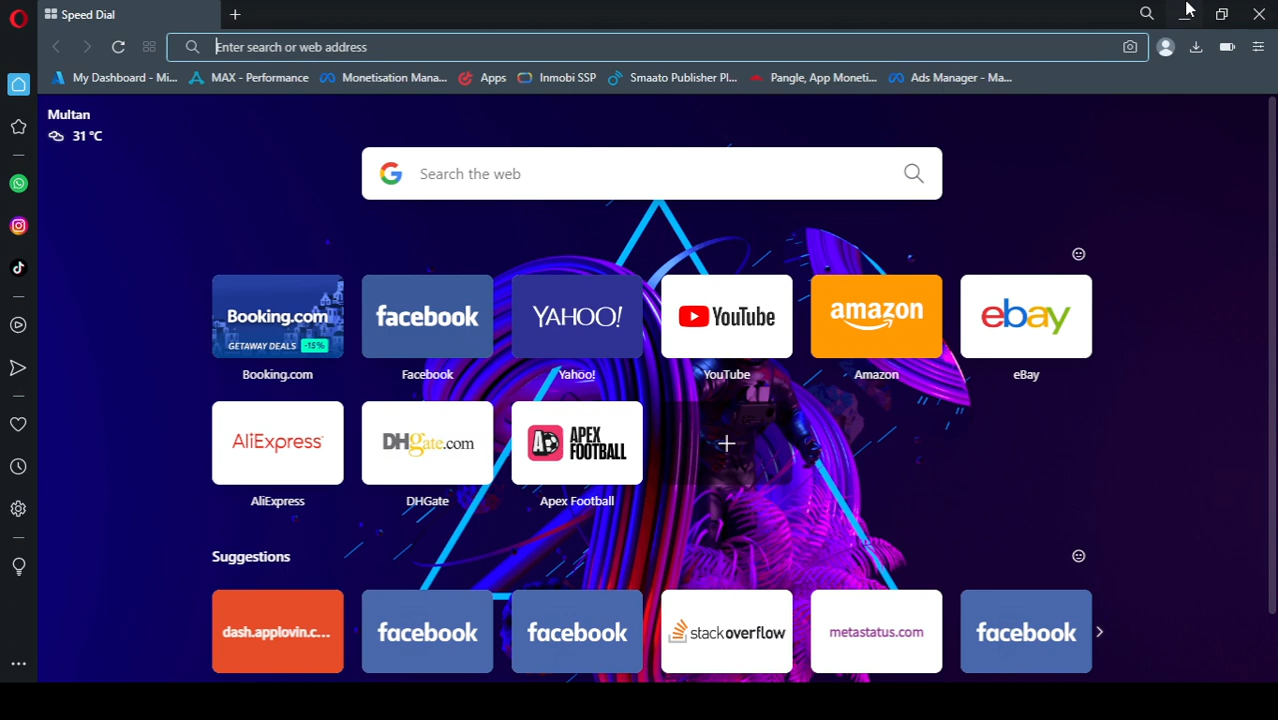 Speed Dial
Enter search or web address
My Dashboard - Mi... MAX - Performance Monetisation Mana... Apps Inmobi SSP Smaato Publisher Pl... Pangle, App Moneti... Ads Manager - Ma...
Multan
31 °C
Search the web
Booking.com
GETAWAY DEALS -15%
facebook
YAHOO!
YouTube
amazon
ebay
Booking.com Facebook Yahoo! YouTube Amazon eBay
AliExpress
DHgate.com
APEX
FOOTBALL
AliExpress DHGate Apex Football
Suggestions
dash.applovin.c... facebook facebook stackoverflow metastatus.com facebook